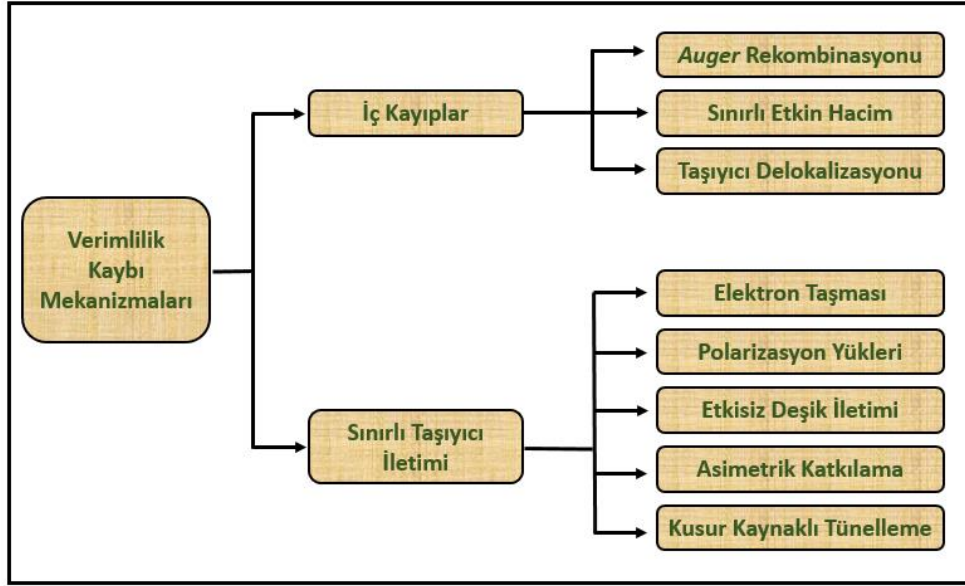 Verimlilik
Kaybı
Mekanizmaları
İç Kayıplar
Auger Rekombinasyonu
Sınırlı Etkin Hacim
Taşıyıcı Delokalizasyonu
Sınırlı Taşıyıcı
İletimi
Elektron Taşması
Polarizasyon Yükleri
Etkisiz Deşik İletimi
Asimetrik Katkılama
Kusur Kaynaklı Tünelleme